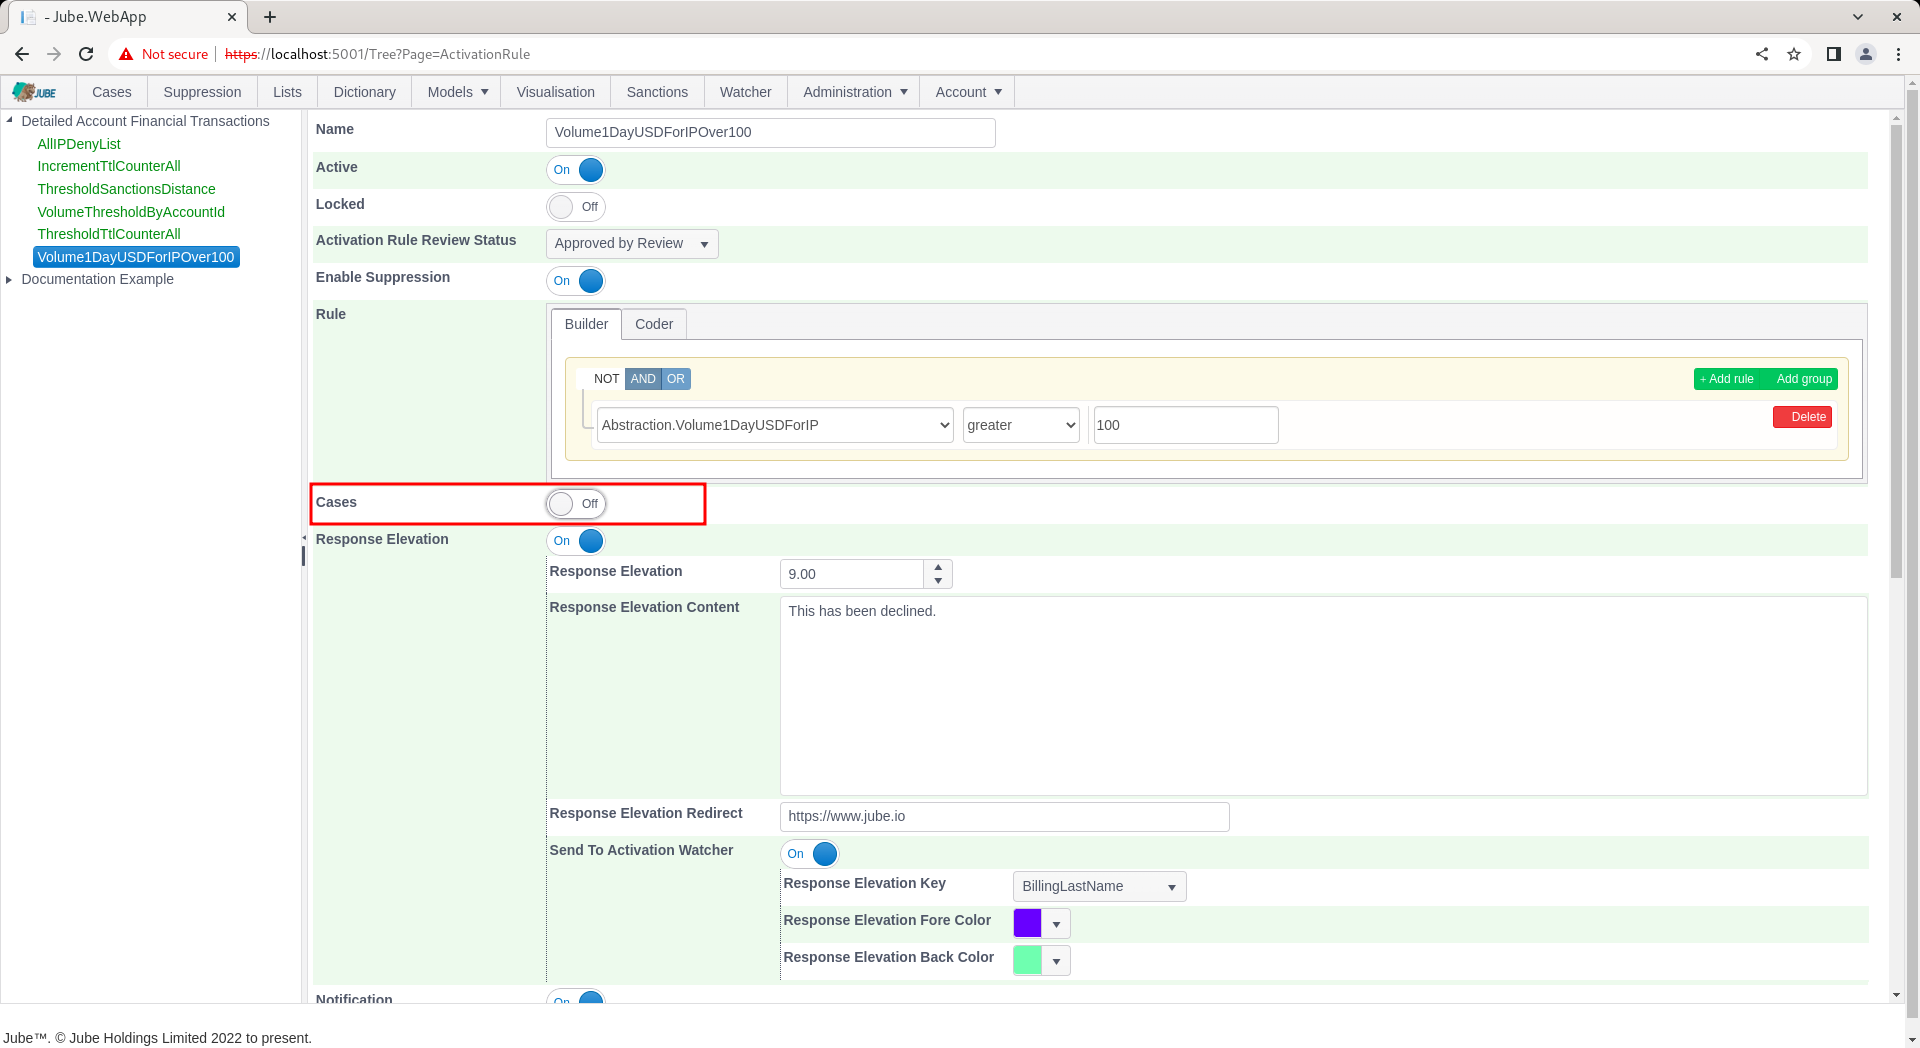 - Jube.WebApp
Not secure https://localhost:5001/Tree?Page=ActivationRule
JUBE Cases Suppression Lists Dictionary Models Visualisation Sanctions Watcher Administration Account
Detailed Account Financial Transactions
AllIPDenyList
IncrementTtlCounterAll
ThresholdSanctionsDistance
VolumeThresholdByAccountId
ThresholdTtlCounterAll
Volume1DayUSDForIPOver100
Documentation Example
Name Volume1DayUSDForIPOver100
Active On
Locked Off
Activation Rule Review Status Approved by Review
Enable Suppression On
Rule Builder Coder
NOT AND OR + Add rule Add group
Abstraction.Volume1DayUSDForIP greater 100 Delete
Cases Off
Response Elevation On
Response Elevation 9.00
Response Elevation Content This has been declined.
Response Elevation Redirect https://www.jube.io
Send To Activation Watcher On
Response Elevation Key BillingLastName
Response Elevation Fore Color
Response Elevation Back Color
Notification On
Jube™. © Jube Holdings Limited 2022 to present.